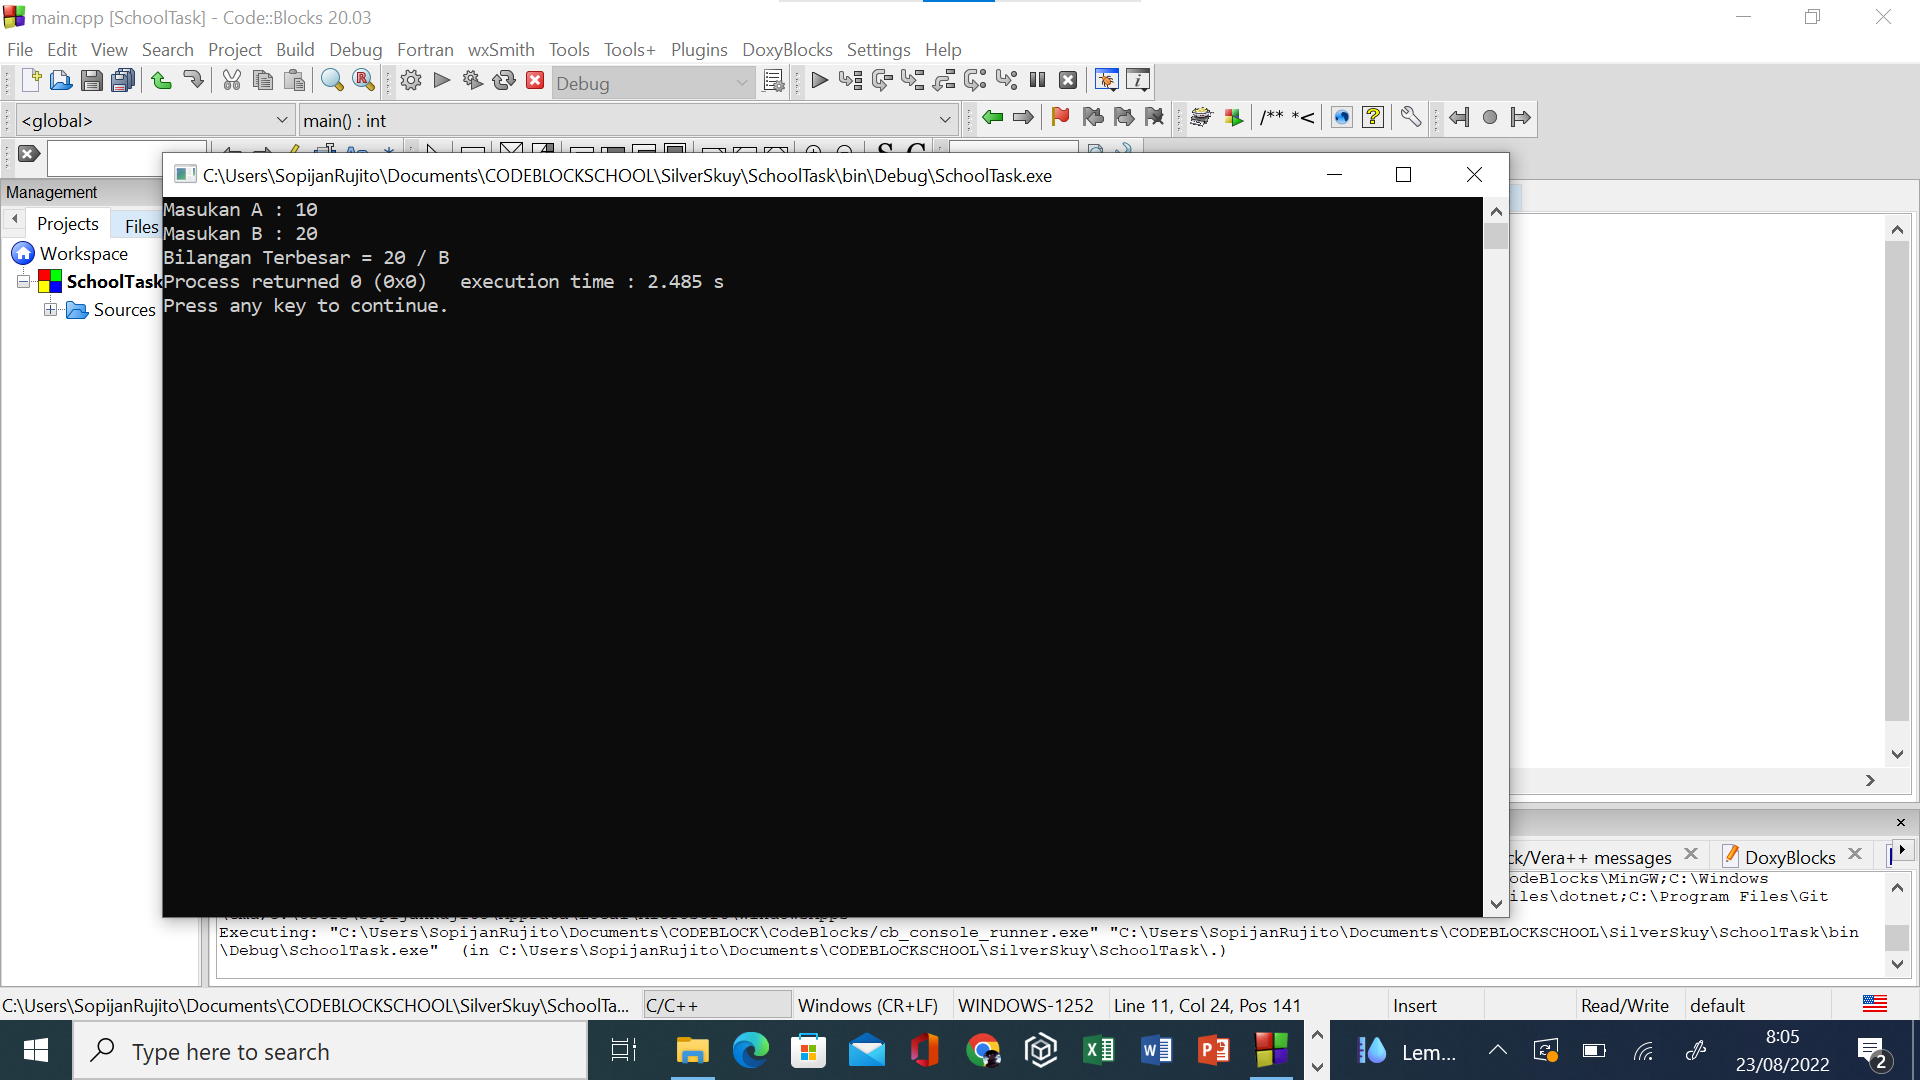 main.cpp [SchoolTask] - Code::Blocks 20.03
File Edit View Search Project Build Debug Fortran wxSmith Tools Tools+ Plugins DoxyBlocks Settings Help
Debug
<global>
main() : int
/** *<
Management
Projects
Files
Workspace
SchoolTask
Sources
C:\Users\SopijanRujito\Documents\CODEBLOCKSCHOOL\SilverSkuy\SchoolTask\bin\Debug\SchoolTask.exe
Masukan A : 10
Masukan B : 20
Bilangan Terbesar = 20 / B
Process returned 0 (0x0)   execution time : 2.485 s
Press any key to continue.
ck/Vera++ messages
DoxyBlocks
odeBlocks\MinGW;C:\Windows
iles\dotnet;C:\Program Files\Git
Executing: "C:\Users\SopijanRujito\Documents\CODEBLOCK\CodeBlocks/cb_console_runner.exe" "C:\Users\SopijanRujito\Documents\CODEBLOCKSCHOOL\SilverSkuy\SchoolTask\bin
\Debug\SchoolTask.exe"  (in C:\Users\SopijanRujito\Documents\CODEBLOCKSCHOOL\SilverSkuy\SchoolTask\.)
C:\Users\SopijanRujito\Documents\CODEBLOCKSCHOOL\SilverSkuy\SchoolTa...
C/C++
Windows (CR+LF)
WINDOWS-1252
Line 11, Col 24, Pos 141
Insert
Read/Write
default
Type here to search
Lem...
8:05
23/08/2022
2